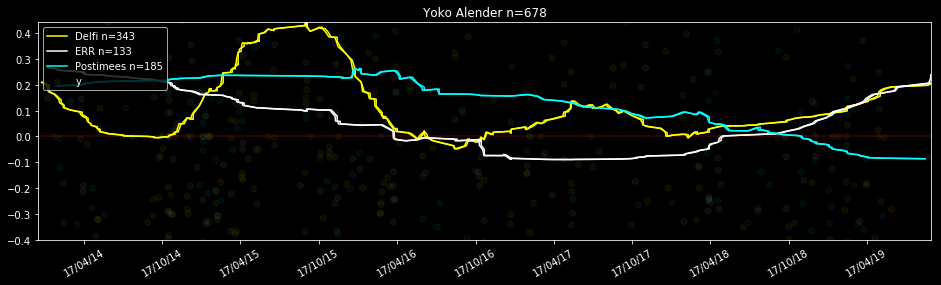 Yoko Alender n=678
Delfi n=343
ERR n=133
Postimees n=185
y
0.4
0.3
0.2
0.1
0.0
−0.1
−0.2
−0.3
−0.4
17/04/14 17/10/14 17/04/15 17/10/15 17/04/16 17/10/16 17/04/17 17/10/17 17/04/18 17/10/18 17/04/19